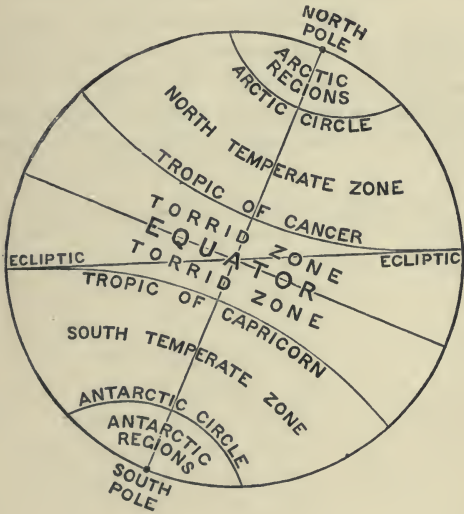 NORTH
POLE
ARCTIC
REGIONS
ARCTIC CIRCLE
NORTH TEMPERATE ZONE
TROPIC OF CANCER
TORRID ZONE
EQUATOR
ECLIPTIC
ECLIPTIC
TORRID ZONE
TROPIC OF CAPRICORN
SOUTH TEMPERATE ZONE
ANTARCTIC CIRCLE
ANTARCTIC
REGIONS
SOUTH
POLE